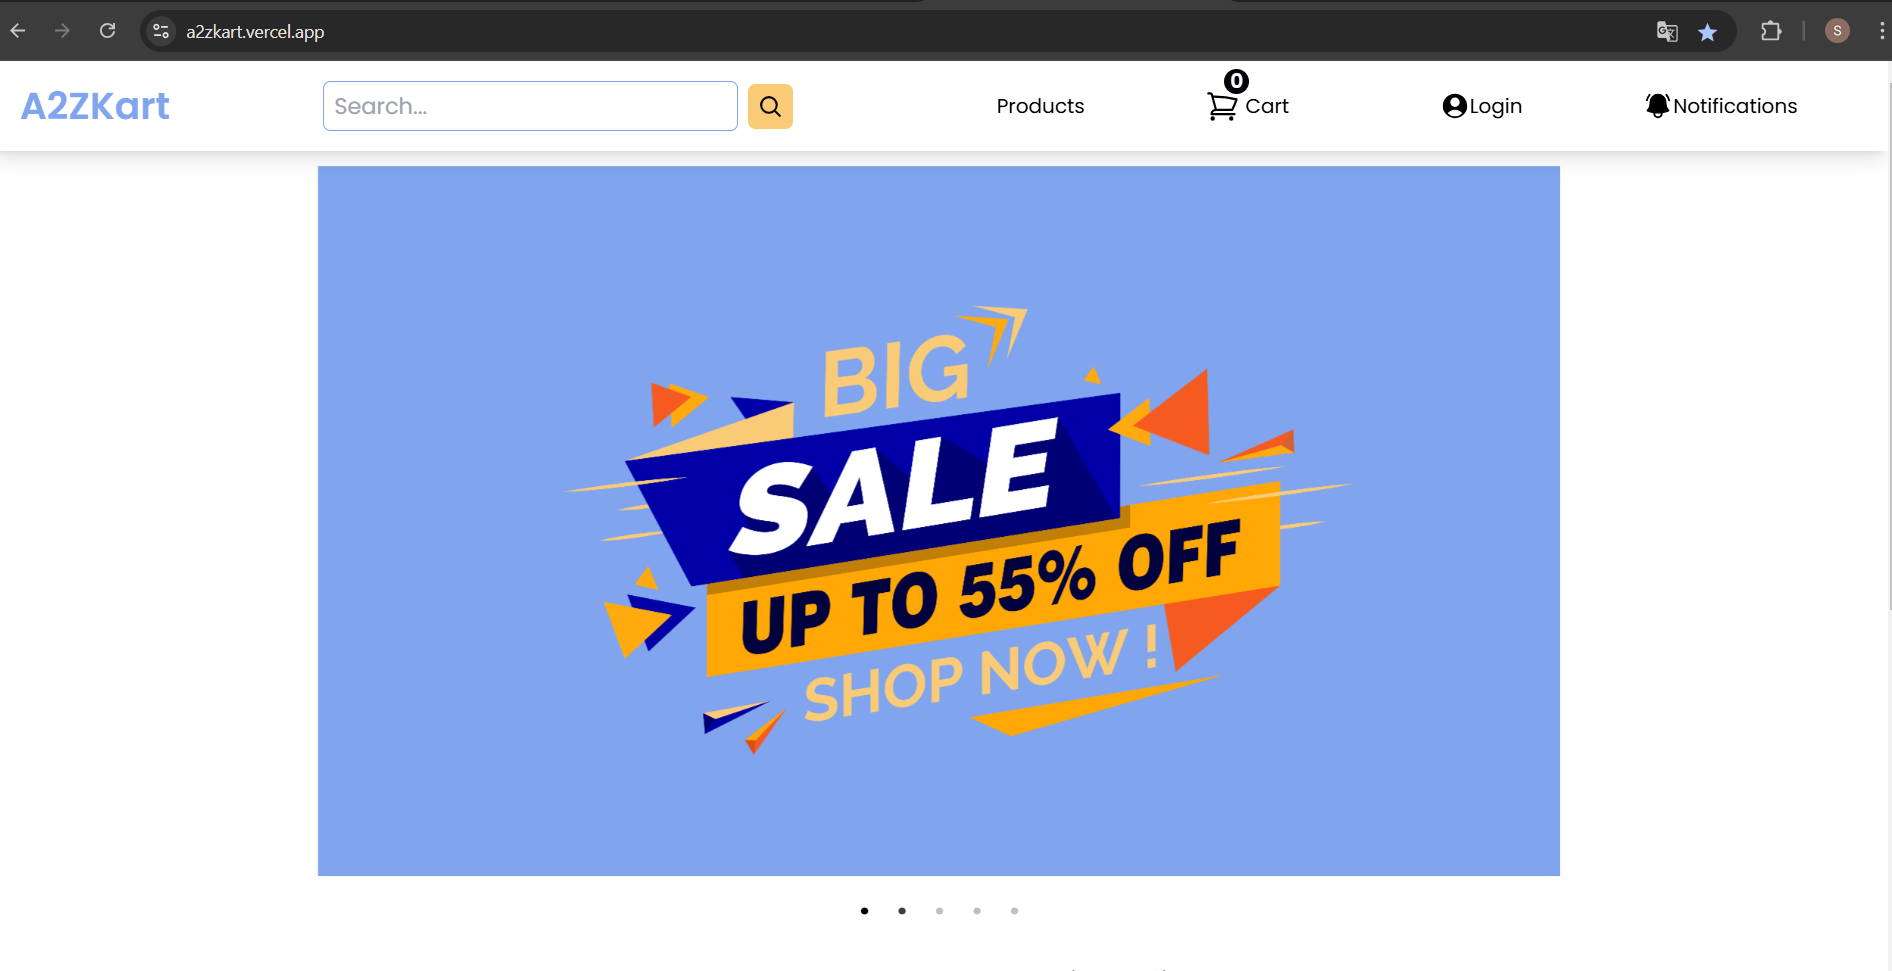 a2zkart.vercel.app
S
A2ZKart
Search...
Products
0
Cart
Login
Notifications
BIG
SALE
UP TO 55% OFF
SHOP NOW !